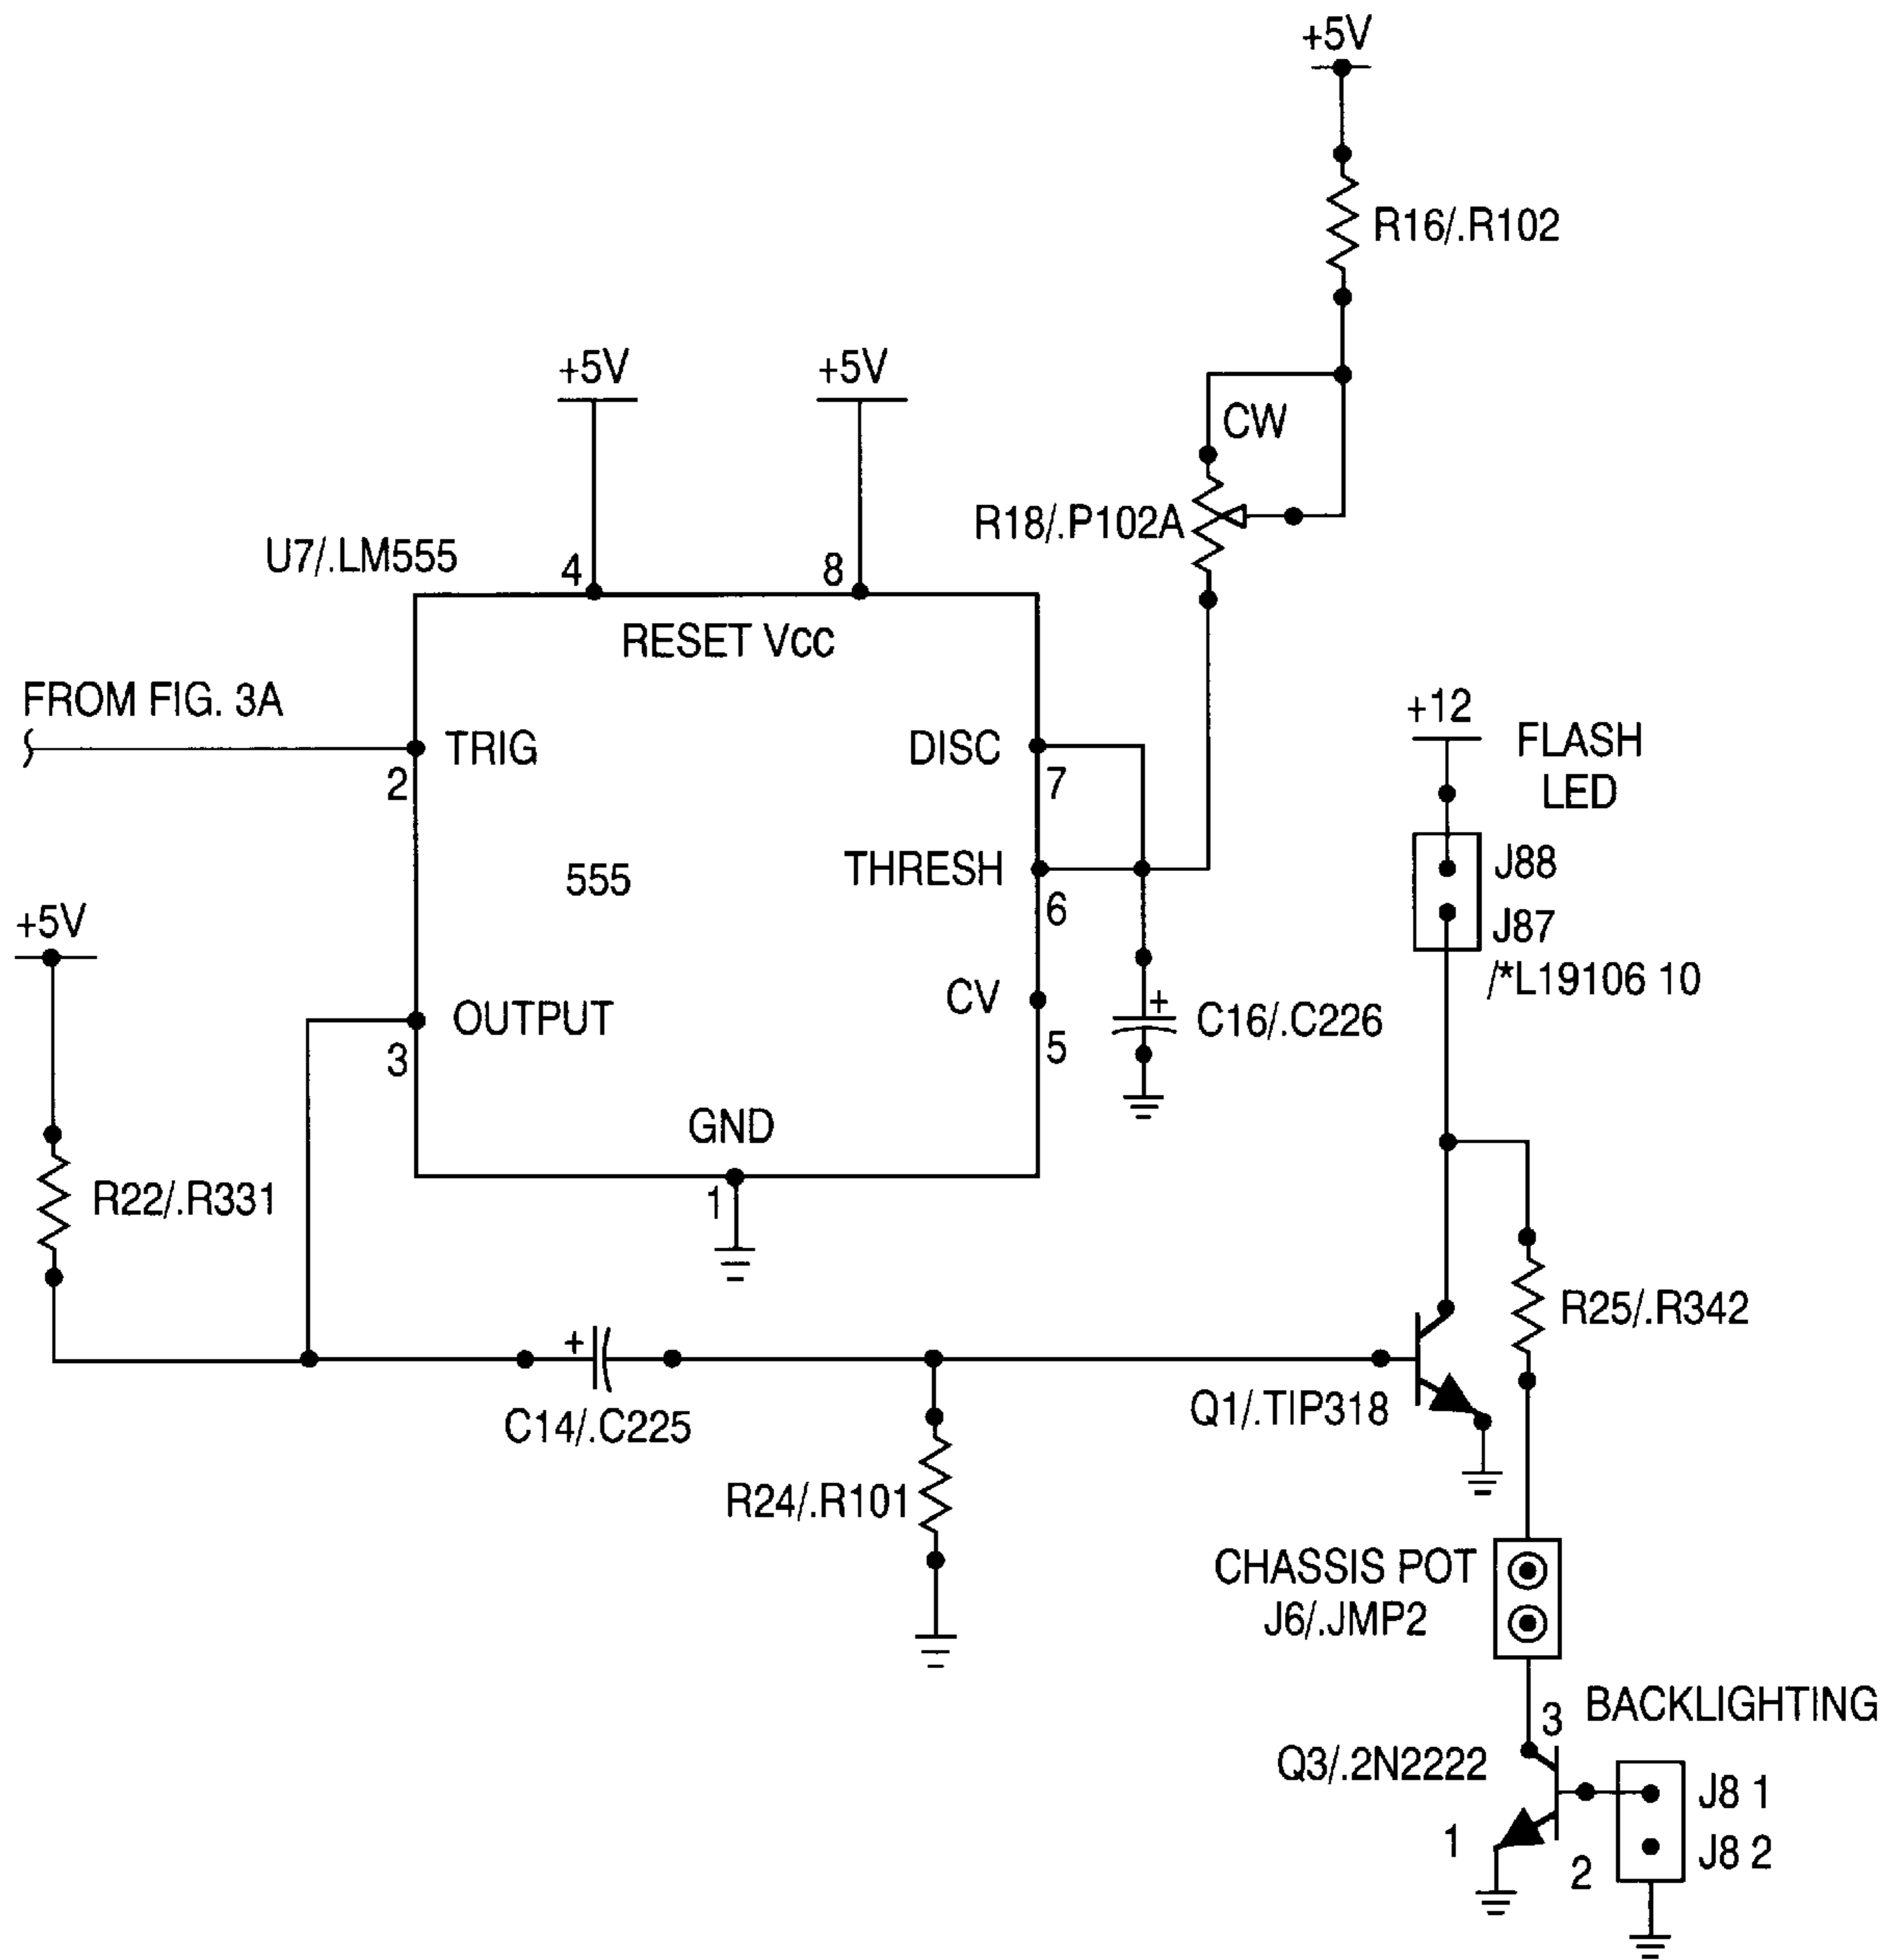 +5V
R16/.R102
+5V
+5V
CW
R18/.P102A
U7/.LM555
4
8
RESET Vcc
FROM FIG. 3A
+12
FLASH
LED
TRIG
DISC
2
7
J88
555
THRESH
6
J87
+5V
/*L19106 10
CV
OUTPUT
C16/.C226
3
5
GND
1
R22/.R331
R25/.R342
C14/.C225
Q1/.TIP318
R24/.R101
CHASSIS POT
J6/.JMP2
3
BACKLIGHTING
Q3/.2N2222
J8 1
1
J8 2
2
+
+